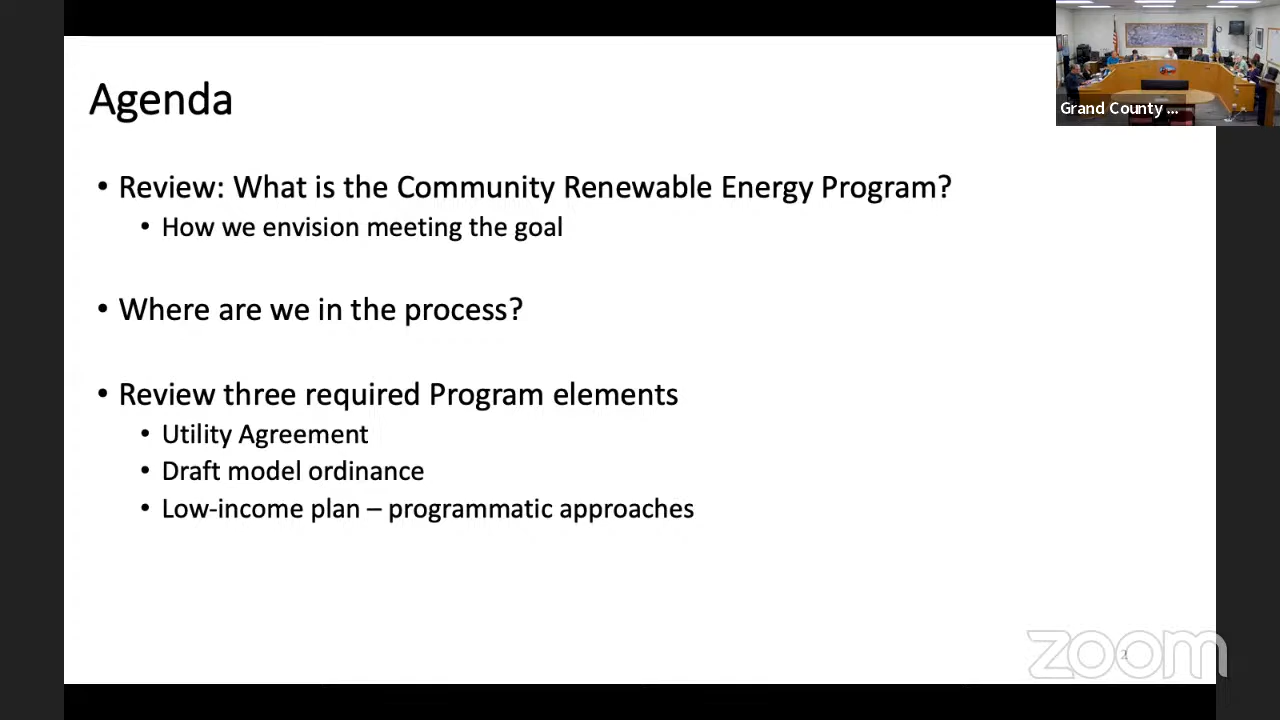 Agenda
Grand County ...
• Review: What is the Community Renewable Energy Program?
• How we envision meeting the goal
• Where are we in the process?
• Review three required Program elements
• Utility Agreement
• Draft model ordinance
• Low-income plan – programmatic approaches
2
zoom